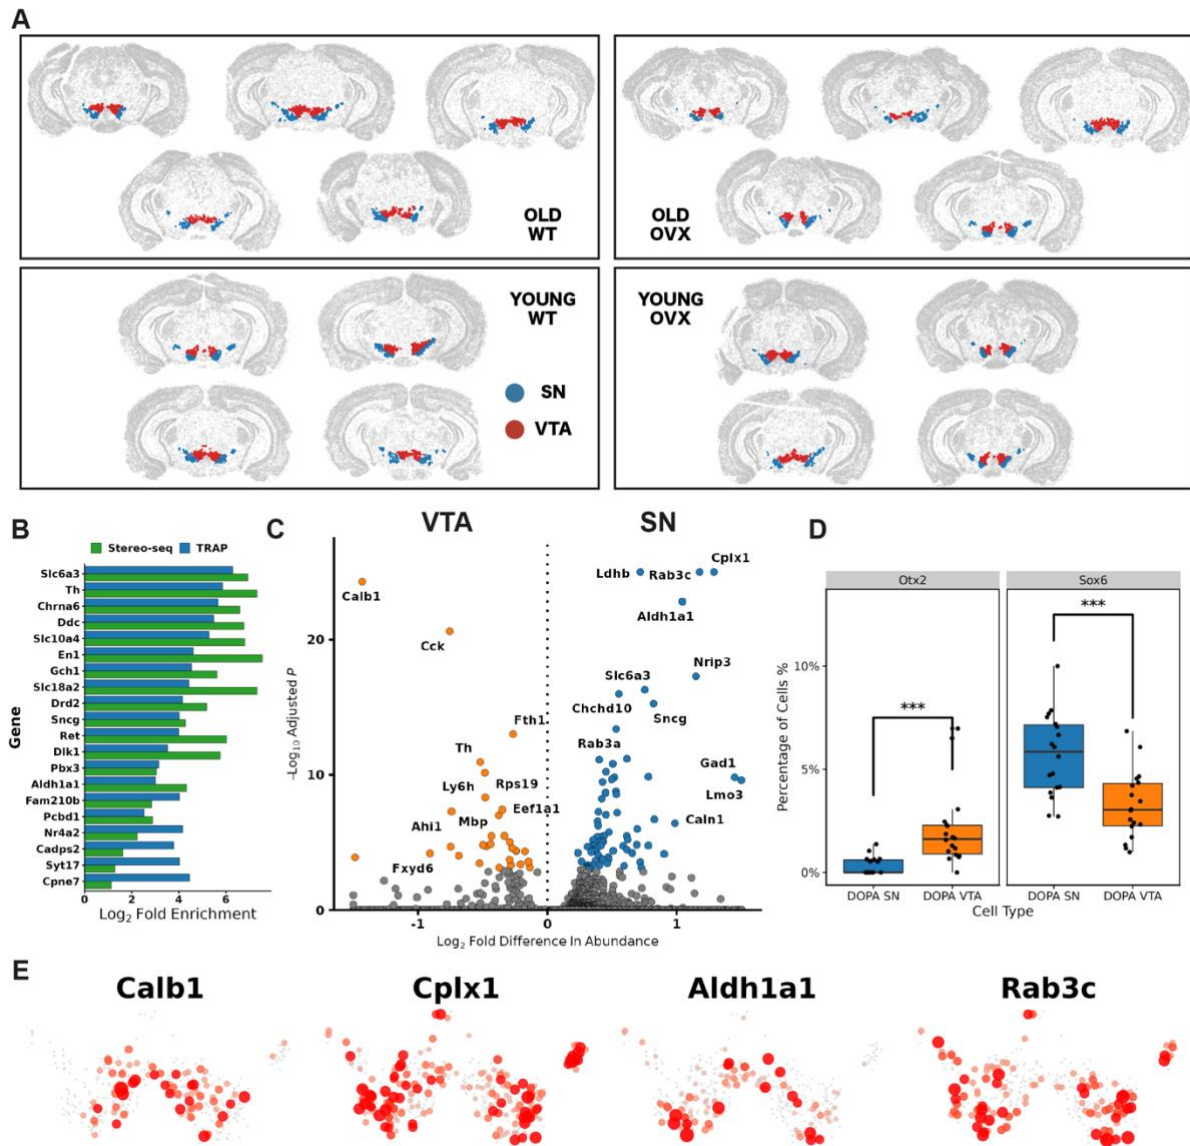 A
OLD
WT
OLD
OVX
YOUNG
WT
SN
VTA
YOUNG
OVX
B
Stereo-seq TRAP
Gene
Slc6a3
Th
Chrna6
Ddc
Slc10a4
En1
Gch1
Slc18a2
Drd2
Sncg
Ret
Dlk1
Pbx3
Aldh1a1
Fam210b
Pcbd1
Nr4a2
Cadps2
Syt17
Cpne7
0 2 4 6
Log2 Fold Enrichment
C
VTA SN
-Log10 Adjusted P
20
10
0
Calb1
Cck
Fth1
Th
Ly6h
Rps19
Eef1a1
Mbp
Ahi1
Fxyd6
Ldhb
Rab3c
Cplx1
Aldh1a1
Nrip3
Slc6a3
Chchd10
Sncg
Rab3a
Gad1
Lmo3
Caln1
-1 0 1
Log2 Fold Difference In Abundance
D
Otx2 Sox6
Percentage of Cells %
10%
5%
0%
***
***
DOPA SN DOPA VTA DOPA SN DOPA VTA
Cell Type
E
Calb1 Cplx1 Aldh1a1 Rab3c